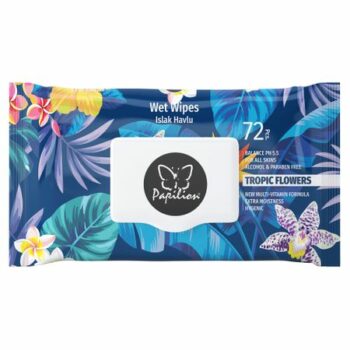 Wet Wipes
Islak Havlu
72 Pcs.
BALANCE PH 5.5
FOR ALL SKINS
ALCOHOL & PARABEN FREE
TROPIC FLOWERS
NEW MULTI-VITAMIN FORMULA
EXTRA MOISTNESS
HYGENIC
Papilion